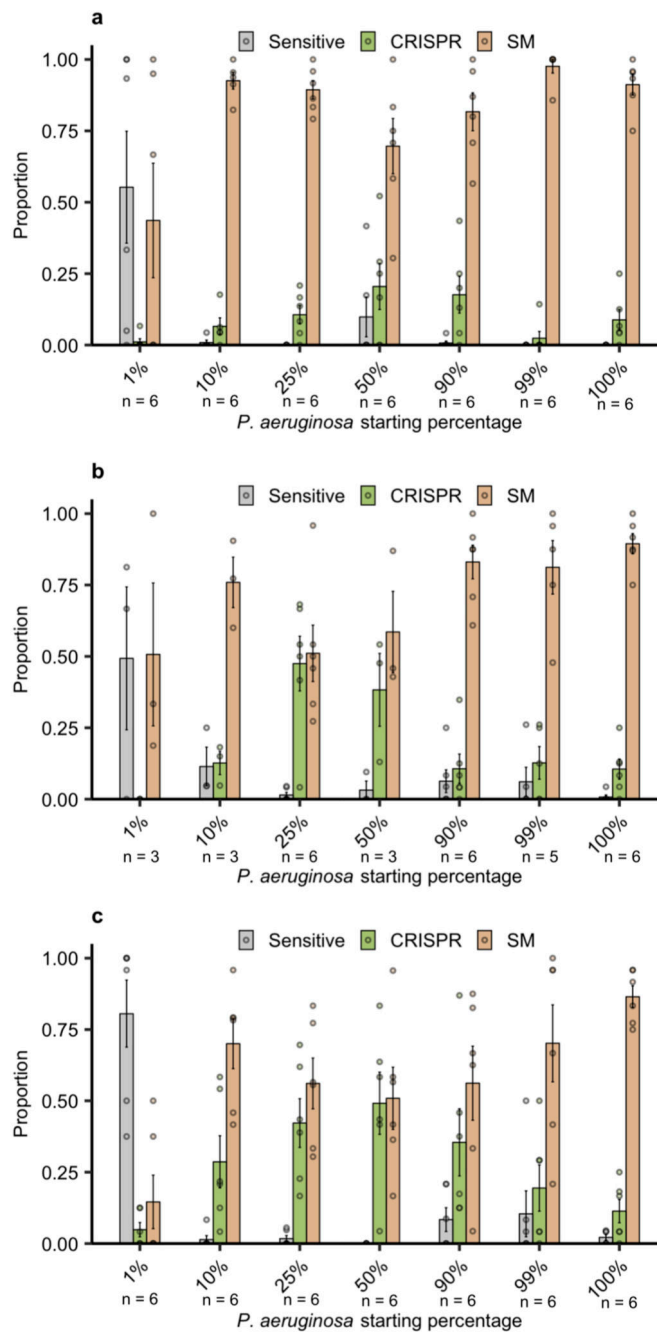 a
Sensitive CRISPR SM
1.00
0.75
0.50
0.25
0.00
Proportion
1% 10% 25% 50% 90% 99% 100%
n = 6 n = 6 n = 6 n = 6 n = 6 n = 6 n = 6
P. aeruginosa starting percentage
b
Sensitive CRISPR SM
1.00
0.75
0.50
0.25
0.00
Proportion
1% 10% 25% 50% 90% 99% 100%
n = 3 n = 3 n = 6 n = 3 n = 6 n = 5 n = 6
P. aeruginosa starting percentage
c
Sensitive CRISPR SM
1.00
0.75
0.50
0.25
0.00
Proportion
1% 10% 25% 50% 90% 99% 100%
n = 6 n = 6 n = 6 n = 6 n = 6 n = 6 n = 6
P. aeruginosa starting percentage